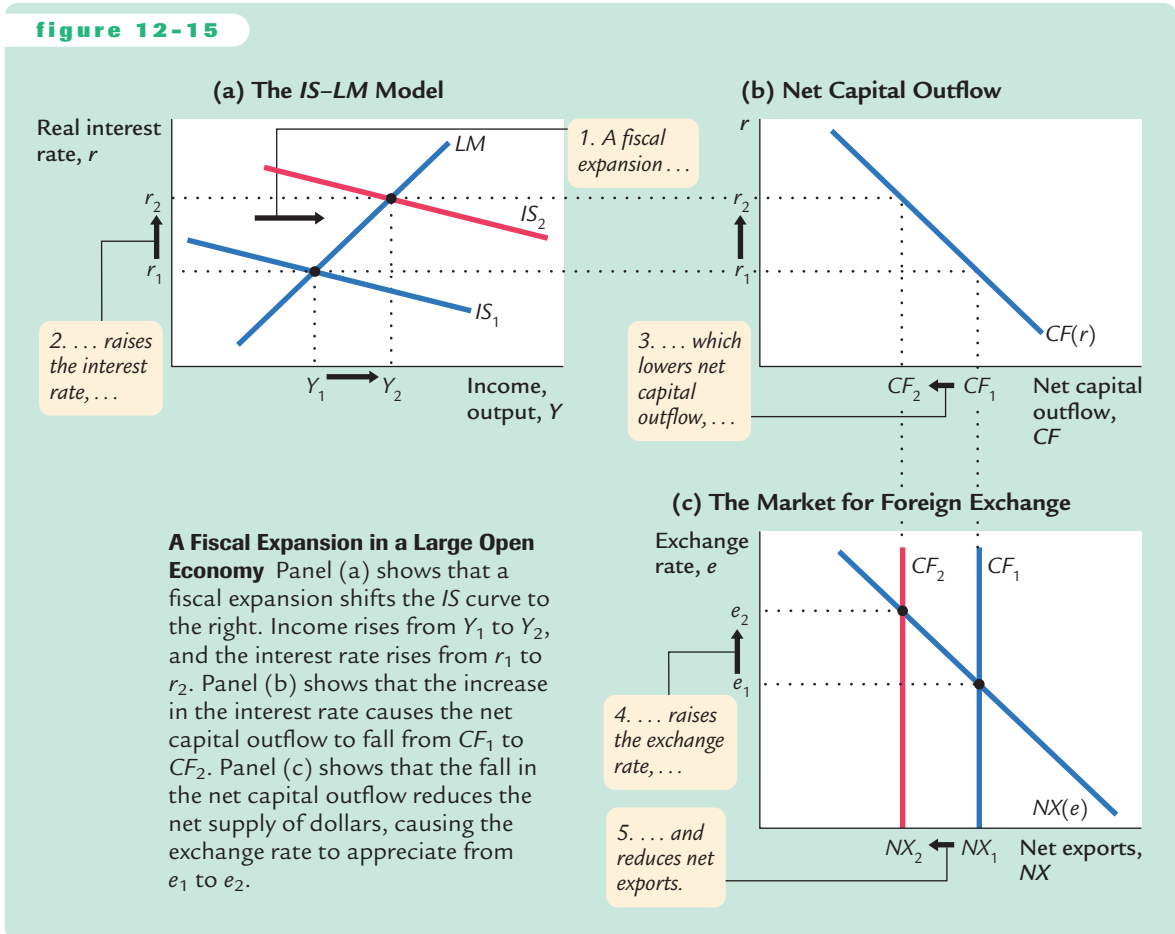 figure 12-15
(a) The IS–LM Model
Real interest
rate, r
LM
1. A fiscal
expansion . . .
r₂
IS₂
r₁
IS₁
2. . . . raises
the interest
rate, . . .
Y₁
Y₂
Income,
output, Y
(b) Net Capital Outflow
r
r₂
r₁
CF(r)
3. . . . which
lowers net
capital
outflow, . . .
CF₂
CF₁
Net capital
outflow,
CF
A Fiscal Expansion in a Large Open
Economy Panel (a) shows that a
fiscal expansion shifts the IS curve to
the right. Income rises from Y₁ to Y₂,
and the interest rate rises from r₁ to
r₂. Panel (b) shows that the increase
in the interest rate causes the net
capital outflow to fall from CF₁ to
CF₂. Panel (c) shows that the fall in
the net capital outflow reduces the
net supply of dollars, causing the
exchange rate to appreciate from
e₁ to e₂.
(c) The Market for Foreign Exchange
Exchange
rate, e
CF₂
CF₁
e₂
e₁
4. . . . raises
the exchange
rate, . . .
NX(e)
5. . . . and
reduces net
exports.
NX₂
NX₁
Net exports,
NX